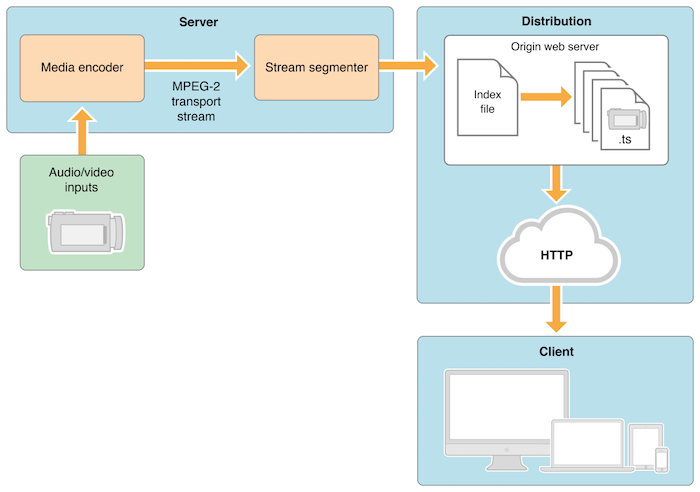 Server
Media encoder
MPEG-2
transport
stream
Stream segmenter
Audio/video
inputs
Distribution
Origin web server
Index
file
.ts
HTTP
Client